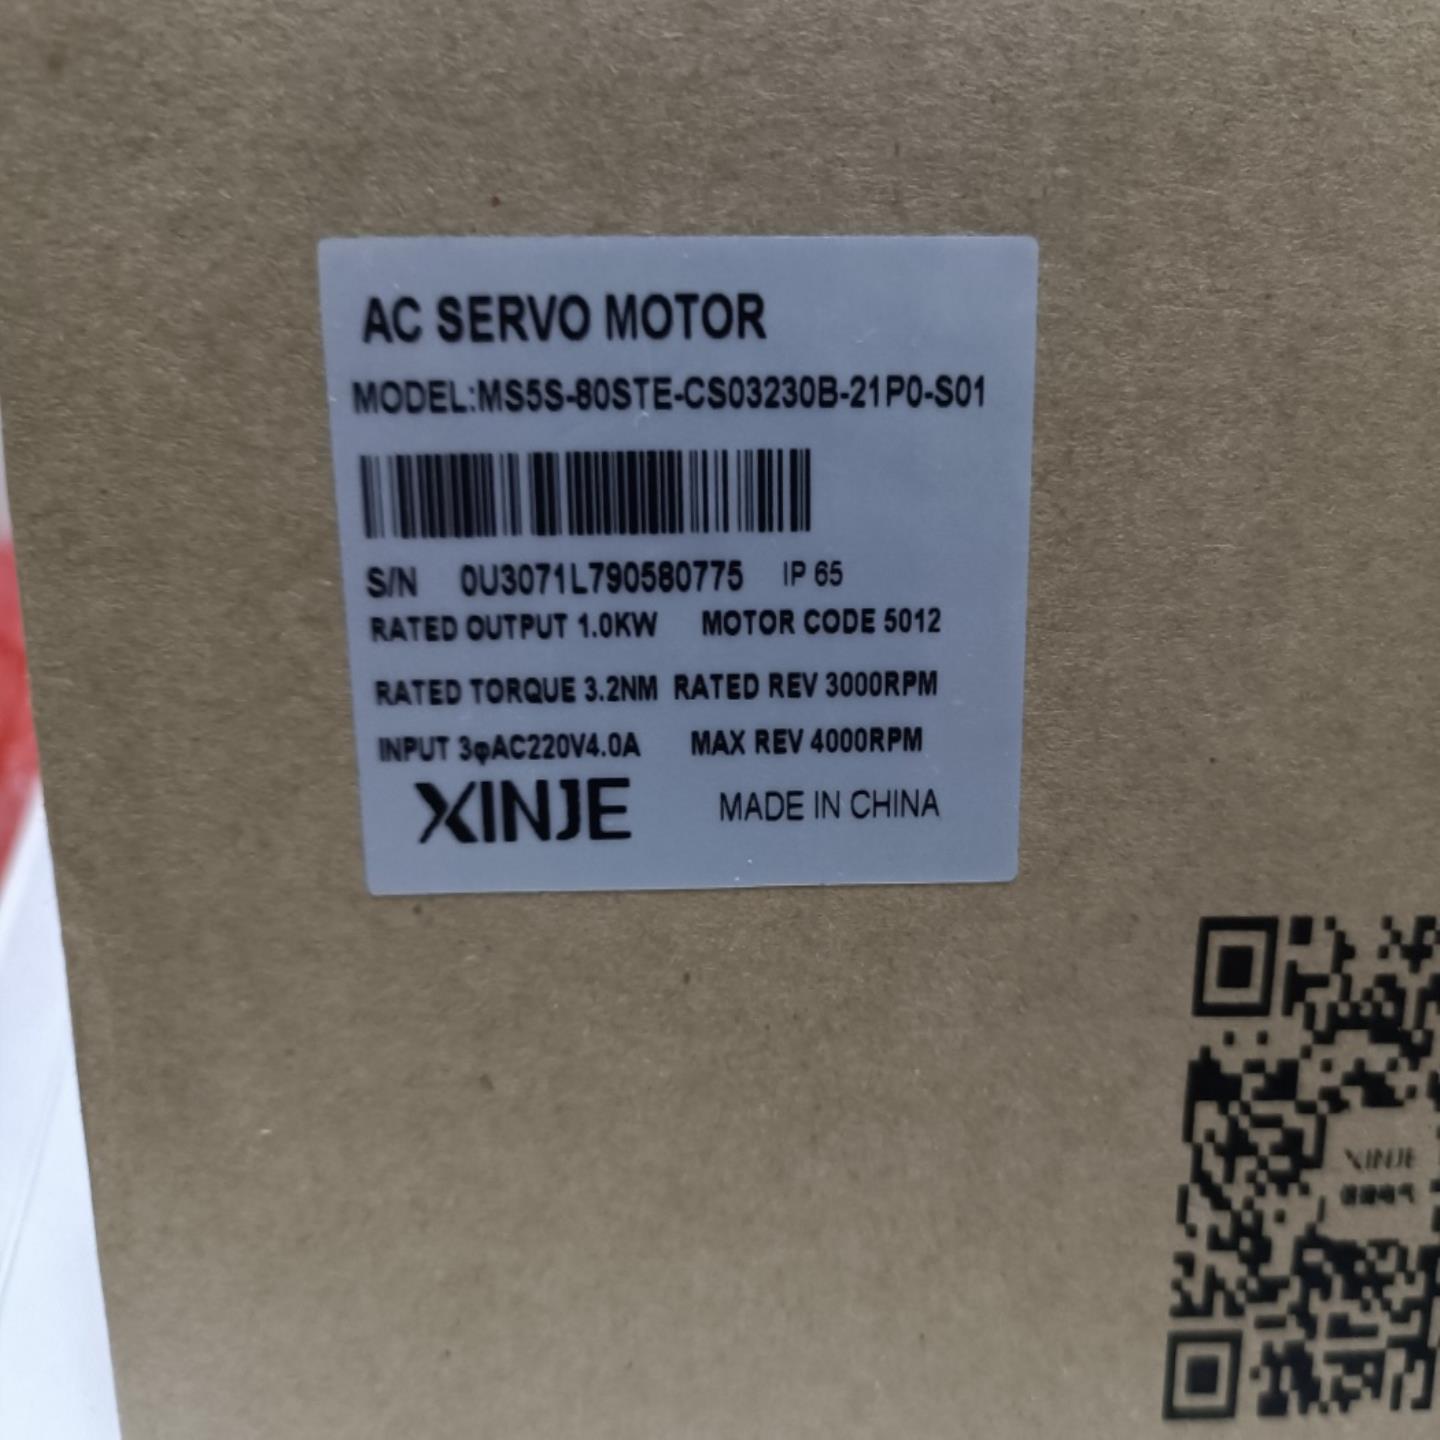 AC SERVO MOTOR
MODEL:MS5S-80STE-CS03230B-21P0-S01
S/N 0U3071L790580775 IP 65
RATED OUTPUT 1.0KW MOTOR CODE 5012
RATED TORQUE 3.2NM RATED REV 3000RPM
INPUT 3φAC220V4.0A MAX REV 4000RPM
XINJE MADE IN CHINA
XINJE